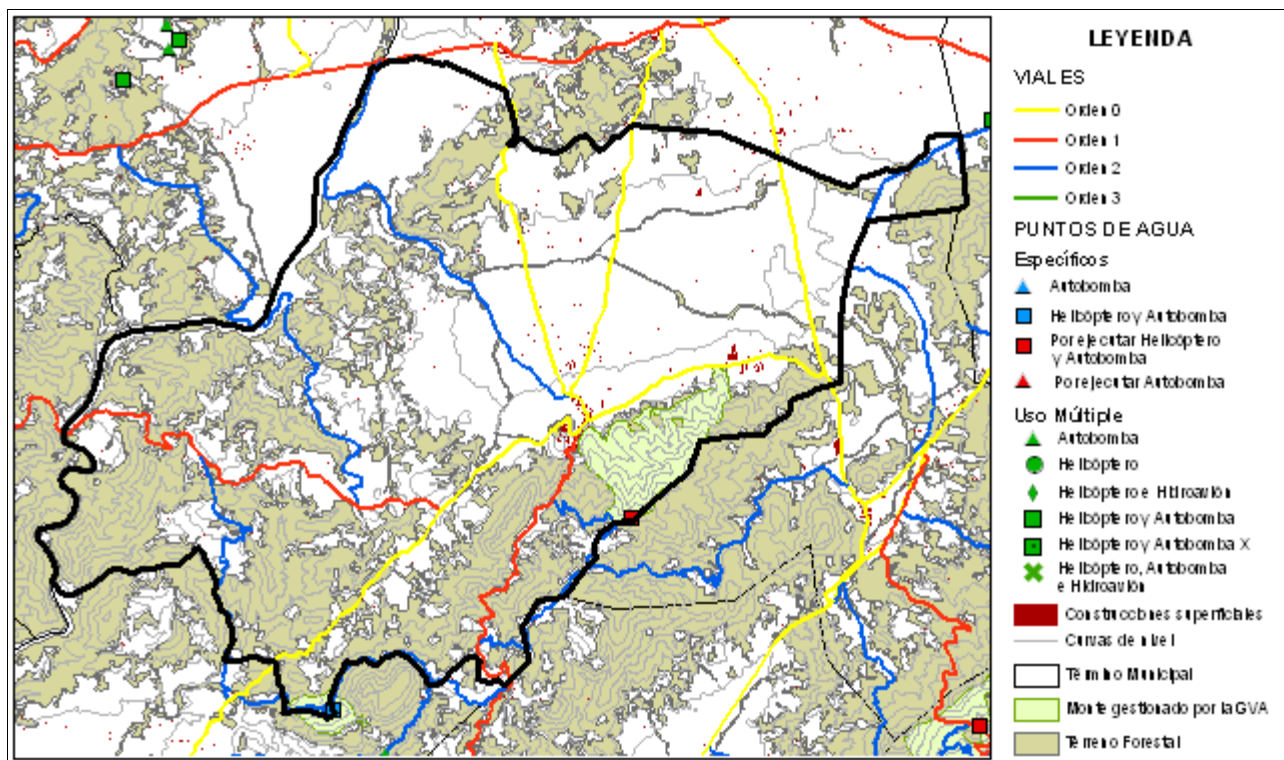 LEYENDA
VIALES
Orden 0
Orden 1
Orden 2
Orden 3
PUNTOS DE AGUA
Específicos
Autobomba
Helicóptero y Autobomba
Por ejecutar Helicóptero
y Autobomba
Por ejecutar Autobomba
Uso Múltiple
Autobomba
Helicóptero
Helicóptero e Hidroavión
Helicóptero y Autobomba
Helicóptero y Autobomba X
Helicóptero, Autobomba
e Hidroavión
Construcciones superficiales
Curvas de nivel
Término Municipal
Monte gestionado por la GVA
Terreno Forestal